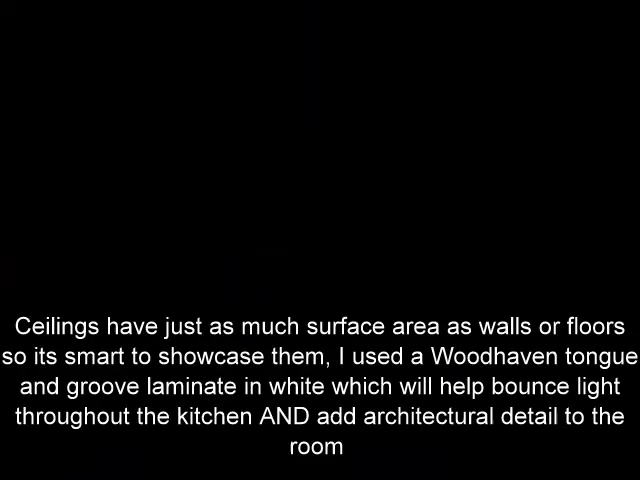 Ceilings have just as much surface area as walls or floors
so its smart to showcase them, I used a Woodhaven tongue
and groove laminate in white which will help bounce light
throughout the kitchen AND add architectural detail to the
room